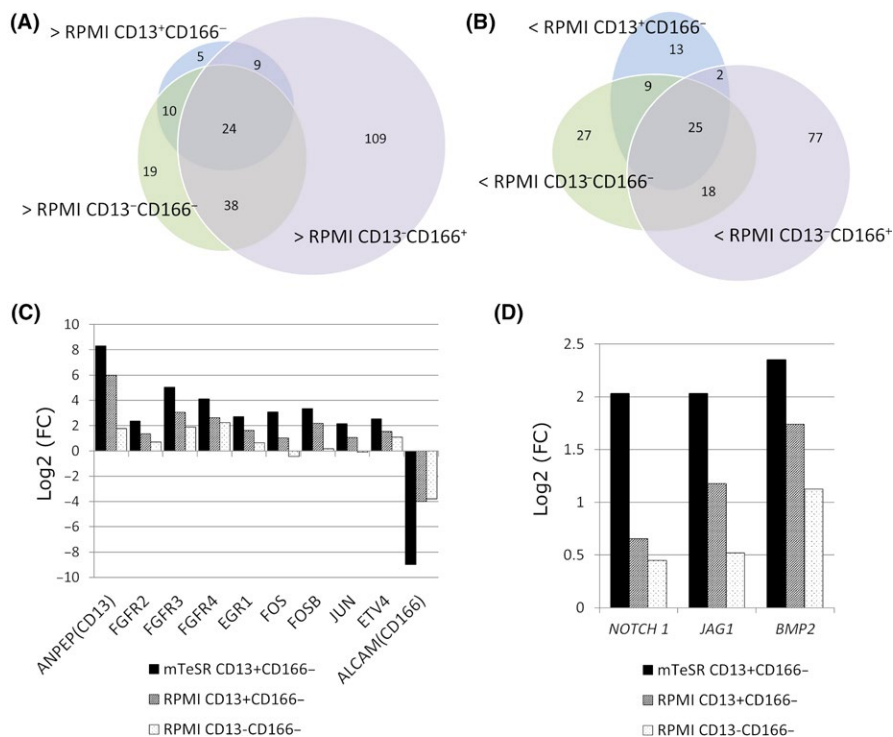 (A)
> RPMI CD13⁺CD166⁻
5
9
10
24
109
19
38
> RPMI CD13⁻CD166⁻
> RPMI CD13⁻CD166⁺
(B)
< RPMI CD13⁺CD166⁻
13
2
9
27
25
77
18
< RPMI CD13⁻CD166⁻
< RPMI CD13⁻CD166⁺
(C)
Log2 (FC)
10
8
6
4
2
0
−2
−4
−6
−8
−10
ANPEP(CD13)
FGFR2
FGFR3
FGFR4
EGR1
FOS
FOSB
JUN
ETV4
ALCAM(CD166)
mTeSR CD13+CD166−
RPMI CD13+CD166−
RPMI CD13-CD166−
(D)
Log2 (FC)
2.5
2
1.5
1
0.5
0
NOTCH 1
JAG1
BMP2
mTeSR CD13+CD166−
RPMI CD13+CD166−
RPMI CD13-CD166−